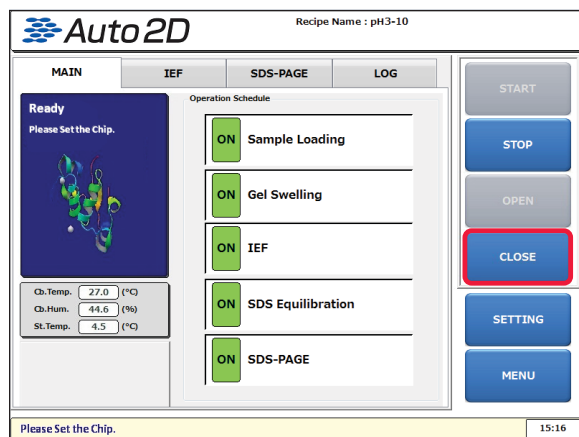 Auto2D
Recipe Name : pH3-10
MAIN
IEF
SDS-PAGE
LOG
Ready
Please Set the Chip.
Operation Schedule
ON Sample Loading
ON Gel Swelling
ON IEF
ON SDS Equilibration
ON SDS-PAGE
Cb.Temp. 27.0 (°C)
Cb.Hum. 44.6 (%)
St.Temp. 4.5 (°C)
START
STOP
OPEN
CLOSE
SETTING
MENU
Please Set the Chip.
15:16